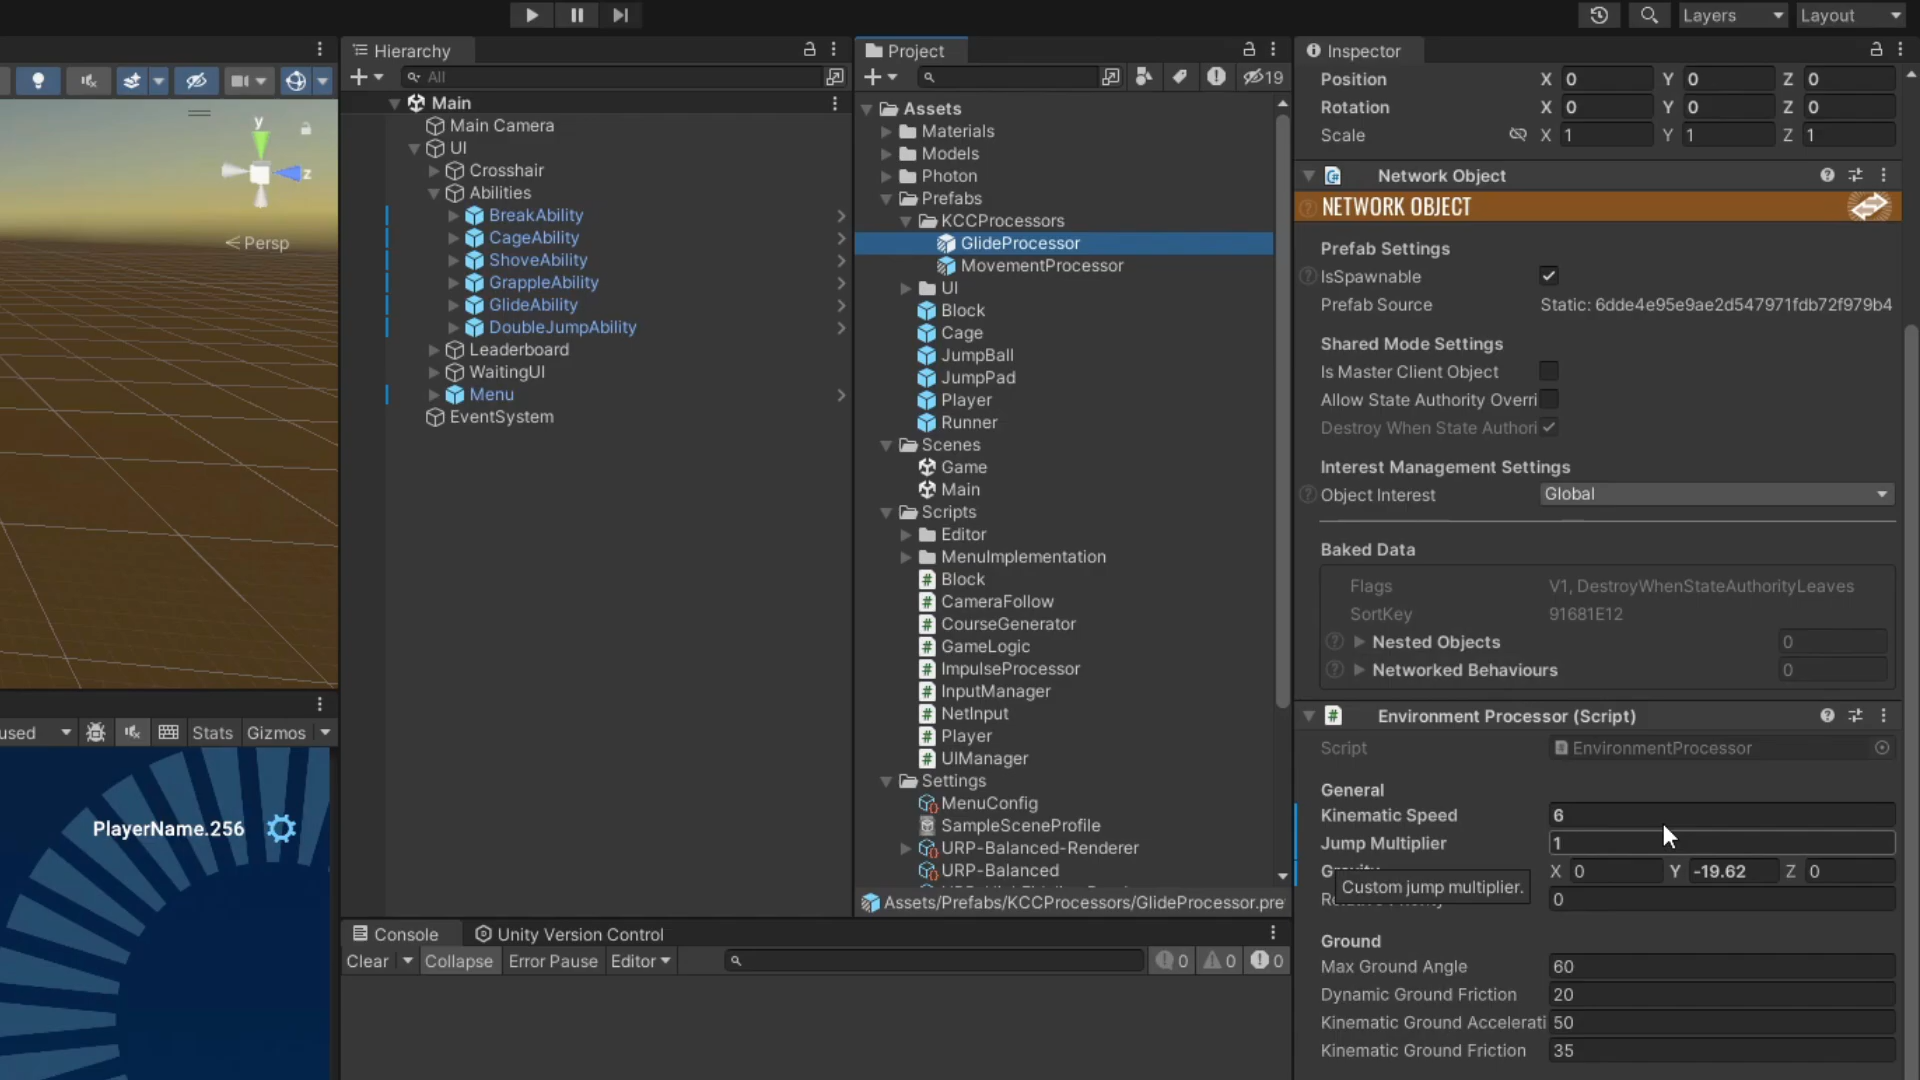 Layers
Layout
Persp
y
z
used
Stats
Gizmos
PlayerName.256
Hierarchy
All
Main
Main Camera
UI
Crosshair
Abilities
BreakAbility
CageAbility
ShoveAbility
GrappleAbility
GlideAbility
DoubleJumpAbility
Leaderboard
WaitingUI
Menu
EventSystem
Project
19
Assets
Materials
Models
Photon
Prefabs
KCCProcessors
GlideProcessor
MovementProcessor
UI
Block
Cage
JumpBall
JumpPad
Player
Runner
Scenes
Game
Main
Scripts
Editor
MenuImplementation
Block
CameraFollow
CourseGenerator
GameLogic
ImpulseProcessor
InputManager
NetInput
Player
UIManager
Settings
MenuConfig
SampleSceneProfile
URP-Balanced-Renderer
URP-Balanced
Assets/Prefabs/KCCProcessors/GlideProcessor.pre
Console
Unity Version Control
Clear
Collapse
Error Pause
Editor
0
0
0
Inspector
Position X 0 Y 0 Z 0
Rotation X 0 Y 0 Z 0
Scale X 1 Y 1 Z 1
Network Object
NETWORK OBJECT
Prefab Settings
IsSpawnable
Prefab Source Static: 6dde4e95e9ae2d547971fdb72f979b4
Shared Mode Settings
Is Master Client Object
Allow State Authority Overri
Destroy When State Authori
Interest Management Settings
Object Interest Global
Baked Data
Flags V1, DestroyWhenStateAuthorityLeaves
SortKey 91681E12
Nested Objects 0
Networked Behaviours 0
Environment Processor (Script)
Script EnvironmentProcessor
General
Kinematic Speed 6
Jump Multiplier 1
X 0 Y -19.62 Z 0
Custom jump multiplier.
0
Ground
Max Ground Angle 60
Dynamic Ground Friction 20
Kinematic Ground Accelerati 50
Kinematic Ground Friction 35